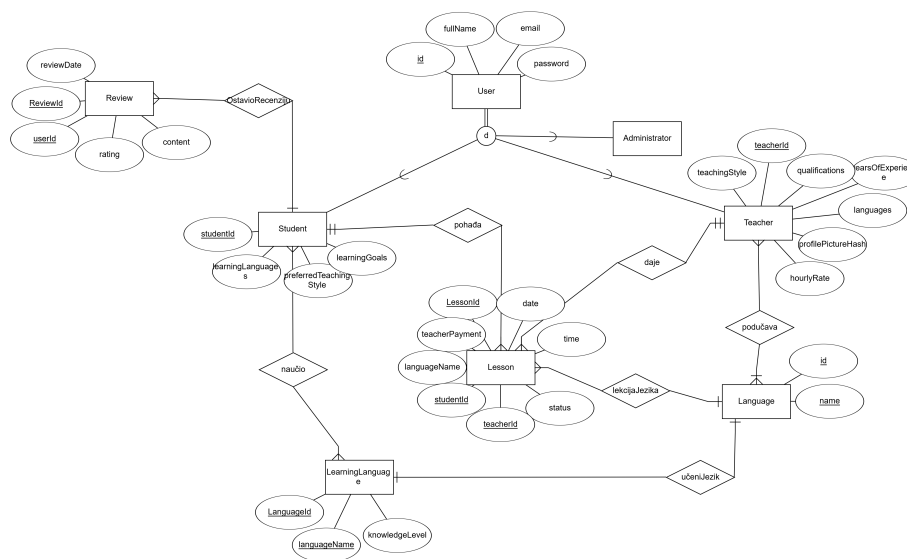 fullName
email
id
password
User
reviewDate
ReviewId
Review
userId
rating
content
OstavioRecenziju
d
Administrator
teacherId
teachingStyle
qualifications
earsOfExperie
e
languages
Teacher
profilePictureHash
hourlyRate
studentId
Student
learningLanguage
s
preferredTeaching
Style
learningGoals
pohađa
daje
LessonId
date
teacherPayment
time
languageName
Lesson
studentId
status
teacherId
podučava
id
lekcijaJezika
Language
name
naučio
LearningLangua
e
učeniJezik
LanguageId
languageName
knowledgeLevel